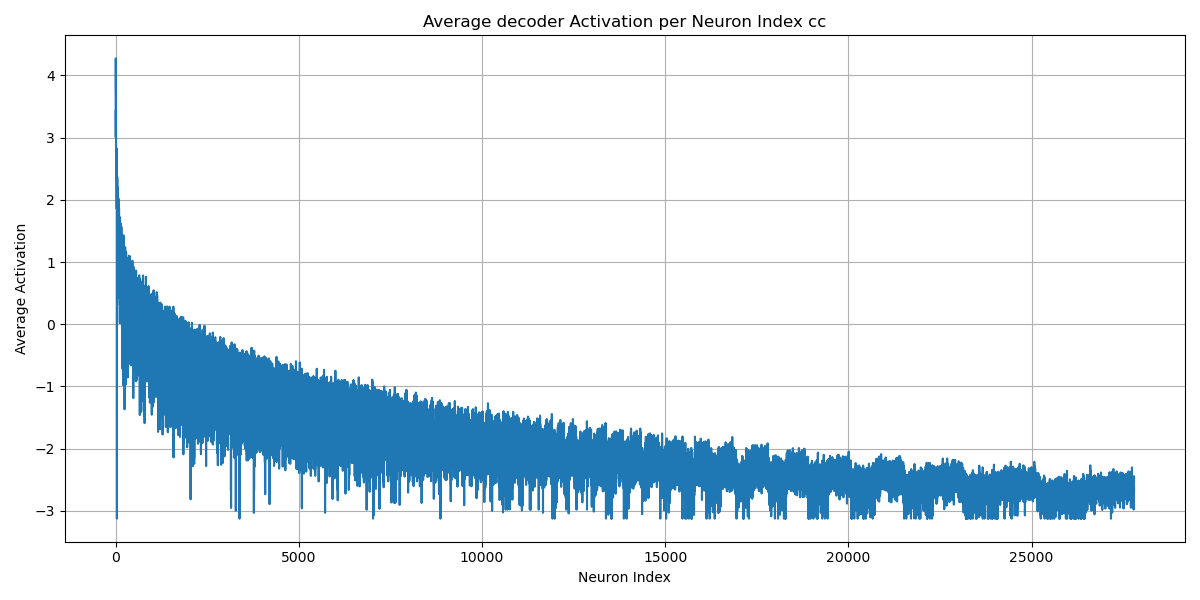 Average decoder Activation per Neuron Index cc
4
3
2
1
0
−1
−2
−3
Average Activation
0 5000 10000 15000 20000 25000
Neuron Index